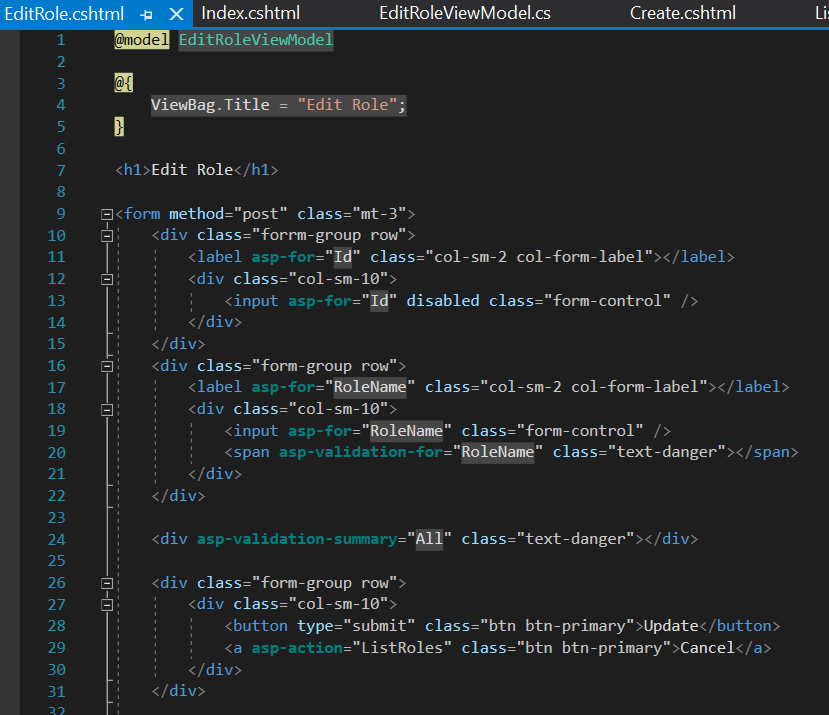 EditRole.cshtml Index.cshtml EditRoleViewModel.cs Create.cshtml Li
1 @model EditRoleViewModel
2
3 @{
4 ViewBag.Title = "Edit Role";
5 }
6
7 <h1>Edit Role</h1>
8
9 <form method="post" class="mt-3">
10 <div class="forrm-group row">
11 <label asp-for="Id" class="col-sm-2 col-form-label"></label>
12 <div class="col-sm-10">
13 <input asp-for="Id" disabled class="form-control" />
14 </div>
15 </div>
16 <div class="form-group row">
17 <label asp-for="RoleName" class="col-sm-2 col-form-label"></label>
18 <div class="col-sm-10">
19 <input asp-for="RoleName" class="form-control" />
20 <span asp-validation-for="RoleName" class="text-danger"></span>
21 </div>
22 </div>
23
24 <div asp-validation-summary="All" class="text-danger"></div>
25
26 <div class="form-group row">
27 <div class="col-sm-10">
28 <button type="submit" class="btn btn-primary">Update</button>
29 <a asp-action="ListRoles" class="btn btn-primary">Cancel</a>
30 </div>
31 </div>
32